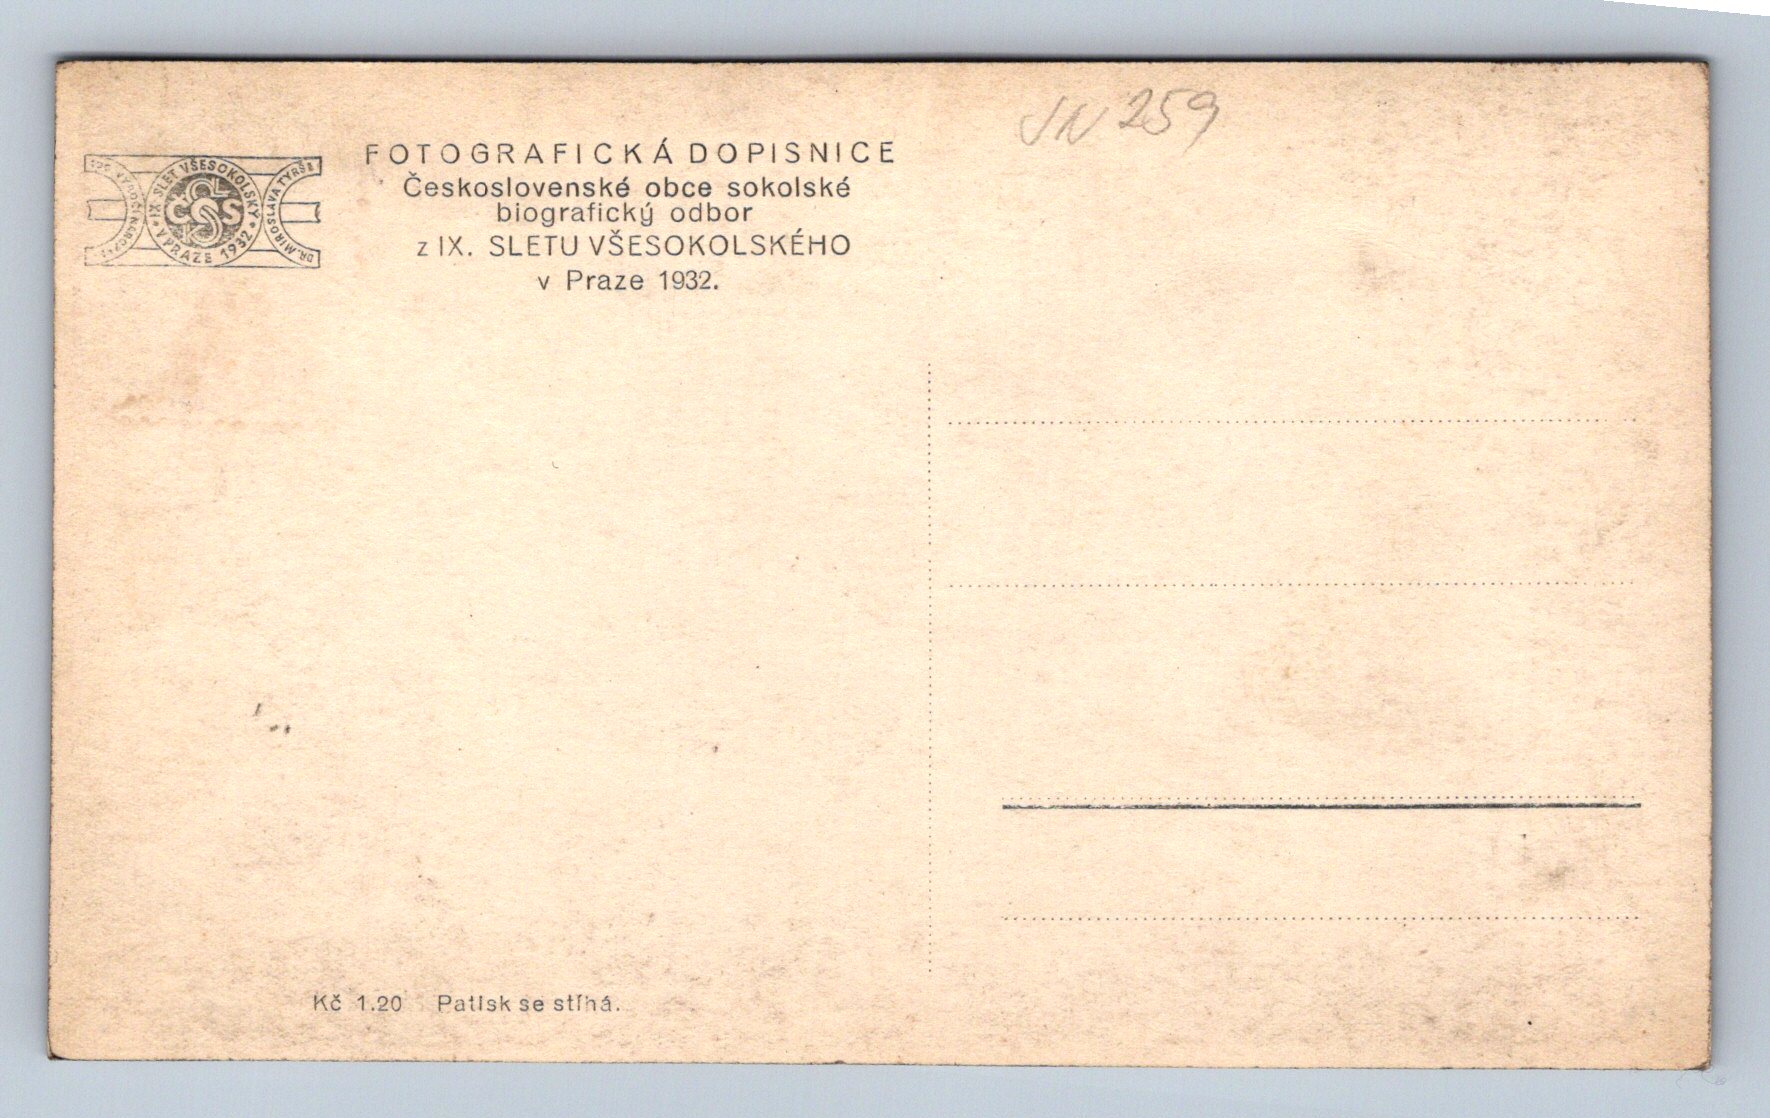 JN 259
FOTOGRAFICKÁ DOPISNICE
Československé obce sokolské
biografický odbor
z IX. SLETU VŠESOKOLSKÉHO
v Praze 1932.
IX. SLET VŠESOKOLSKÝ
V PRAZE 1932
ČOS
DR. MIROSLAVA TYRŠE
Kč 1.20 Patisk se stíhá.